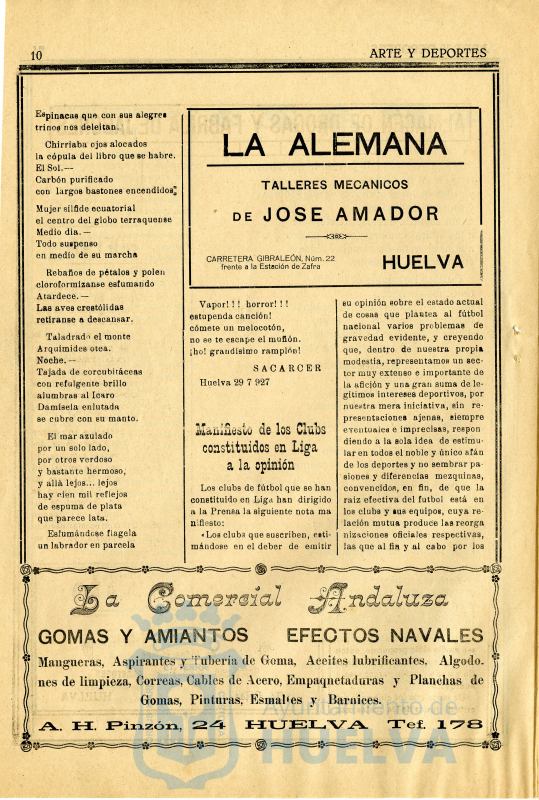 10
ARTE Y DEPORTES
Espinacas que con sus alegres
trinos nos deleitan.
Chirriaba ojos alocados
la cópula del libro que se habre.
El Sol.—
Carbón purificado
con largos bastones encendidos;
Mujer sílfide ecuatorial
el centro del globo terraquense
Medio dia.—
Todo suspenso
en medio de su marcha
Rebaños de pétalos y polen
cloroformizanse esfumando
Atardece.—
Las aves crestólidas
retíranse a descansar.
Taladrado el monte
Arquimides otea.
Noche.—
Tajada de corcubitáceas
con refulgente brillo
alumbras al Icaro
Damisela enlutada
se cubre con su manto.
El mar azulado
por un solo lado,
por otros verdoso
y bastante hermoso,
y allá lejos... lejos
hay cien mil reflejos
de espuma de plata
que parece lata.
Esfumándose flagela
un labrador en parcela
LA ALEMANA
TALLERES MECANICOS
DE JOSE AMADOR
CARRETERA GIBRALEÓN, Núm. 22
frente a la Estación de Zafra
HUELVA
Vapor!!! horror!!!
estupenda canción!
cómete un melocotón,
no se te escape el muflón.
¡ho! grandísimo ramplón!
SACARCER
Huelva 29 7 927
Manifiesto de los Clubs
constituidos en Liga
a la opinión
Los clubs de fútbol que se han
constituido en Liga han dirigido
a la Prensa la siguiente nota ma
nifiesto:
«Los clubs que suscriben, esti-
mándose en el deber de emitir
su opinión sobre el estado actual
de cosas que plantea al fútbol
nacional varios problemas de
gravedad evidente, y creyendo
que, dentro de nuestra propia
modestia, representamos un sec-
tor muy extenso e importante de
la afición y una gran suma de le-
gítimos intereses deportivos, por
nuestra mera iniciativa, sin re-
presentaciones ajenas, siempre
eventuales e imprecisas, respon
diendo a la sola idea de estimu-
lar en todos el noble y único afán
de los deportes y no sembrar pa-
siones y diferencias mezquinas,
convencidos, en fin, de que la
raiz efectiva del futbol está en
los clubs y sus equipos, cuya re-
lación mutua produce las reorga
nizaciones oficiales respectivas,
las que al fin y al cabo por los
La Comercial Andaluza
GOMAS Y AMIANTOS EFECTOS NAVALES
Mangueras, Aspirantes y Tubería de Goma, Aceites lubrificantes, Algodo.
nes de limpieza, Correas, Cables de Acero, Empaquetaduras y Planchas de
Gomas, Pinturas, Esmaltes y Barnices.
A. H. Pinzón, 24 HUELVA Tef. 178
Ayuntamiento de
HUELVA